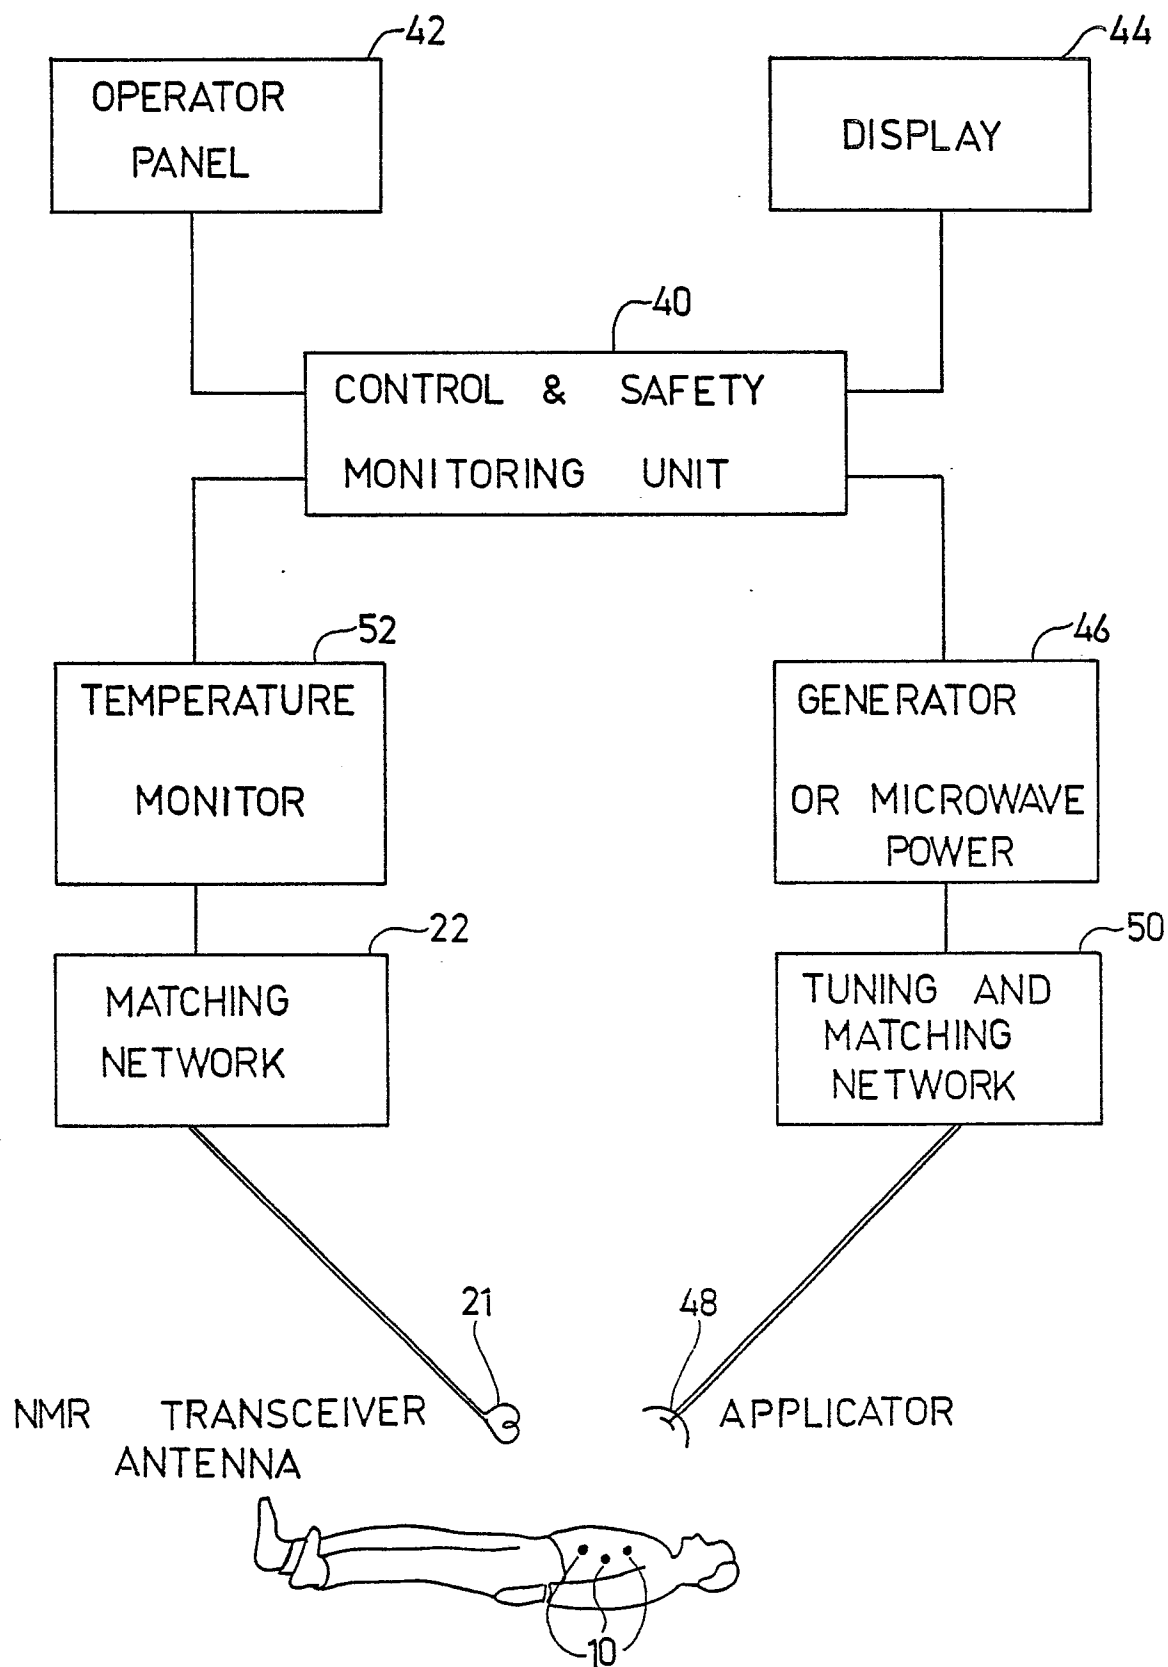 42
OPERATOR
PANEL
44
DISPLAY
40
CONTROL & SAFETY
MONITORING UNIT
52
TEMPERATURE
MONITOR
46
GENERATOR
OR MICROWAVE
POWER
22
MATCHING
NETWORK
50
TUNING AND
MATCHING
NETWORK
21
48
NMR TRANSCEIVER
ANTENNA
APPLICATOR
10